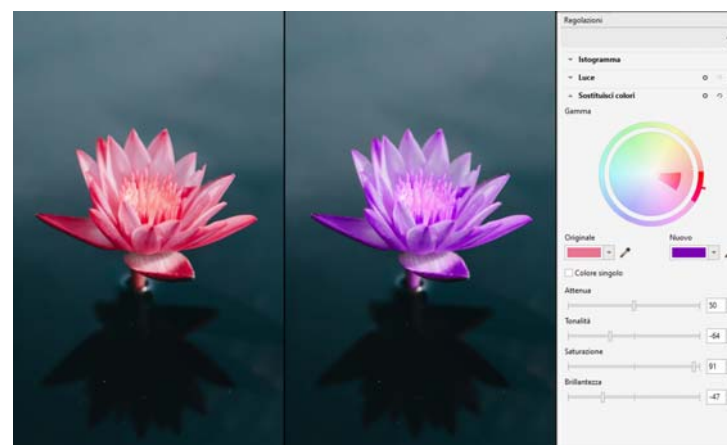 Regolazioni
Istogramma
Luce
Sostituisci colori
Gamma
Originale Nuovo
Colore singolo
Attenua
50
Tonalità
-64
Saturazione
91
Brillantezza
-47